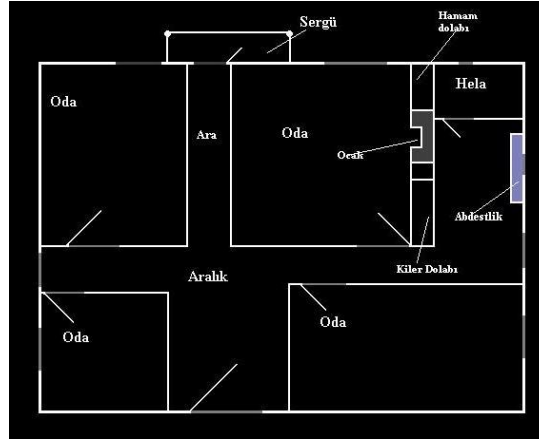 Sergü
Hamam
dolabı
Oda
Hela
Ara
Oda
Ocak
Abdestlik
Kiler Dolabı
Aralık
Oda
Oda